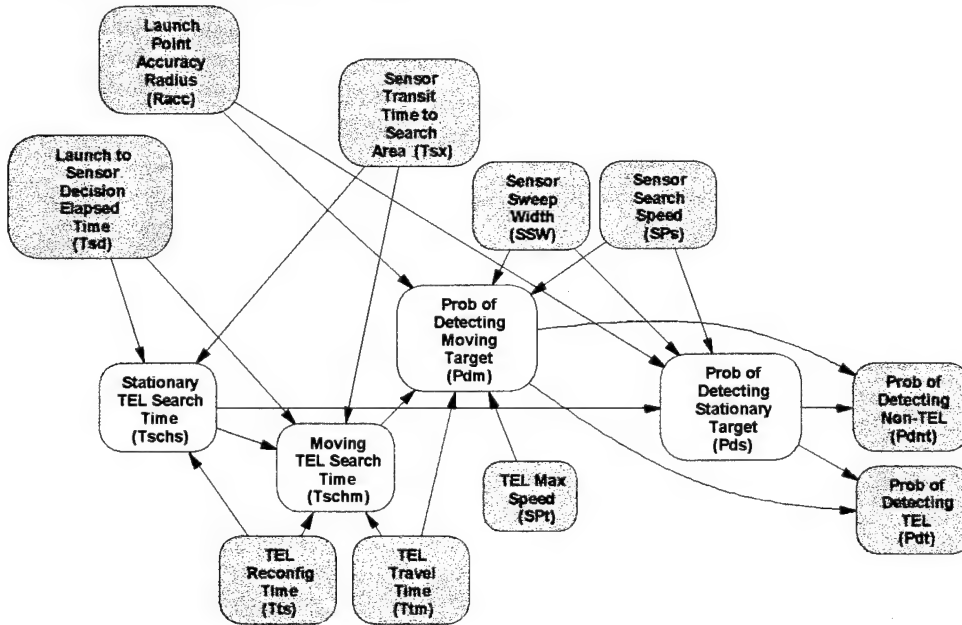 Launch
Point
Accuracy
Radius
(Racc)
Sensor
Transit
Time to
Search
Area (Tsx)
Launch to
Sensor
Decision
Elapsed
Time
(Tsd)
Sensor
Sweep
Width
(SSW)
Sensor
Search
Speed
(SPs)
Prob of
Detecting
Moving
Target
(Pdm)
Stationary
TEL Search
Time
(Tschs)
Prob of
Detecting
Stationary
Target
(Pds)
Prob of
Detecting
Non-TEL
(Pdnt)
Moving
TEL Search
Time
(Tschm)
TEL Max
Speed
(SPt)
Prob of
Detecting
TEL
(Pdt)
TEL
Reconfig
Time
(Tts)
TEL
Travel
Time
(Ttm)